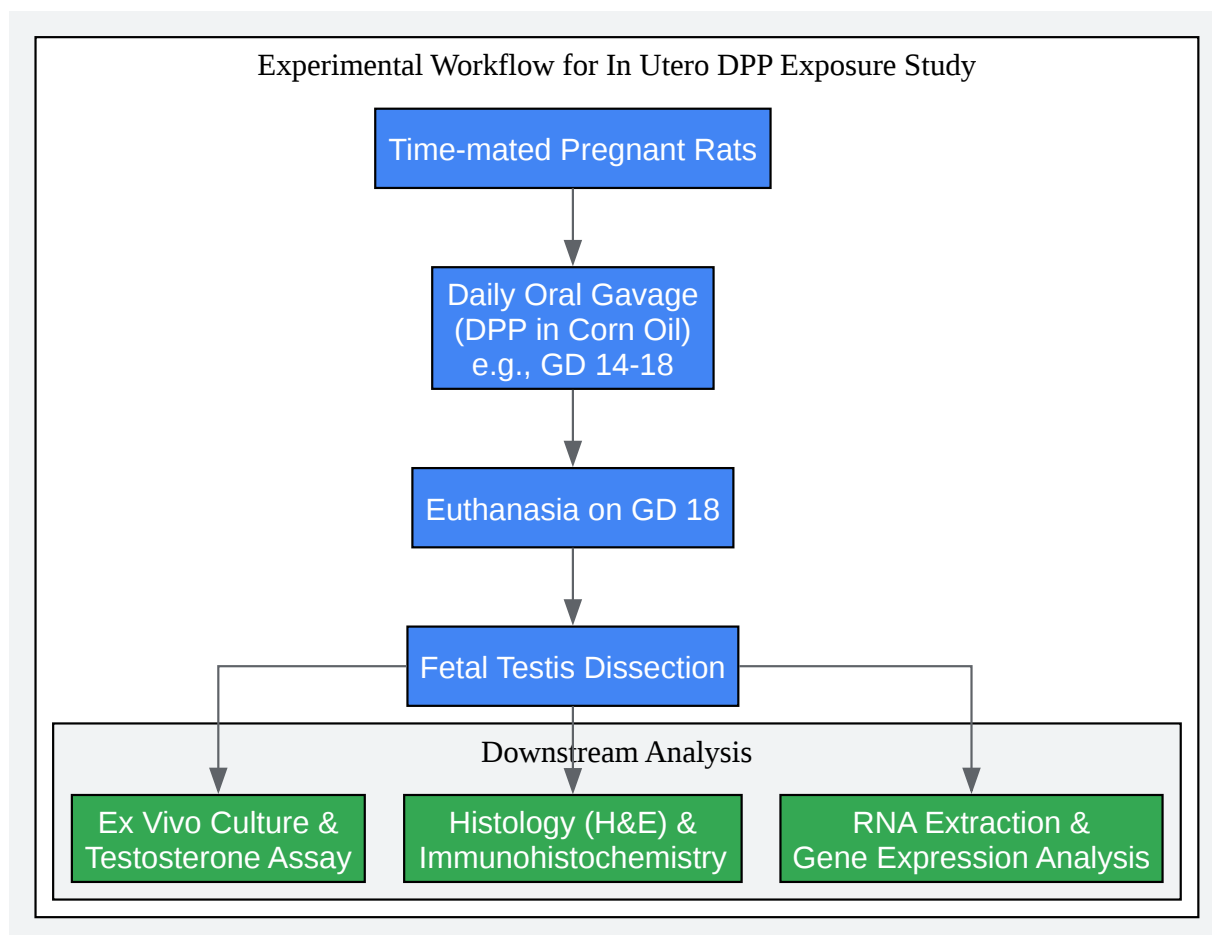 Experimental Workflow for In Utero DPP Exposure Study
Time-mated Pregnant Rats
Daily Oral Gavage
(DPP in Corn Oil)
e.g., GD 14-18
Euthanasia on GD 18
Fetal Testis Dissection
Downstream Analysis
Ex Vivo Culture &
Testosterone Assay
Histology (H&E) &
Immunohistochemistry
RNA Extraction &
Gene Expression Analysis